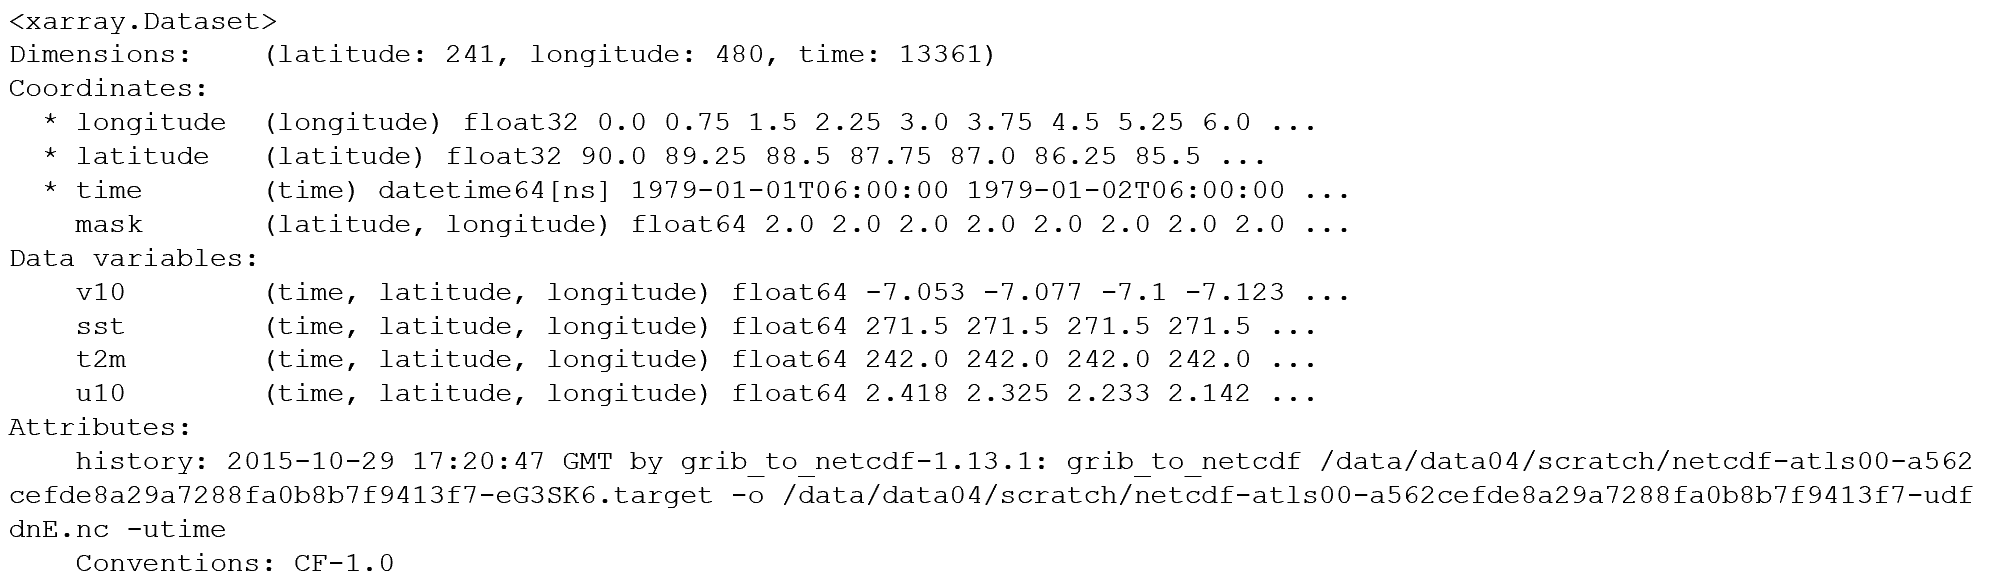 <xarray.Dataset>
Dimensions:    (latitude: 241, longitude: 480, time: 13361)
Coordinates:
  * longitude  (longitude) float32 0.0 0.75 1.5 2.25 3.0 3.75 4.5 5.25 6.0 ...
  * latitude   (latitude) float32 90.0 89.25 88.5 87.75 87.0 86.25 85.5 ...
  * time       (time) datetime64[ns] 1979-01-01T06:00:00 1979-01-02T06:00:00 ...
    mask       (latitude, longitude) float64 2.0 2.0 2.0 2.0 2.0 2.0 2.0 2.0 ...
Data variables:
    v10        (time, latitude, longitude) float64 -7.053 -7.077 -7.1 -7.123 ...
    sst        (time, latitude, longitude) float64 271.5 271.5 271.5 271.5 ...
    t2m        (time, latitude, longitude) float64 242.0 242.0 242.0 242.0 ...
    u10        (time, latitude, longitude) float64 2.418 2.325 2.233 2.142 ...
Attributes:
    history: 2015-10-29 17:20:47 GMT by grib_to_netcdf-1.13.1: grib_to_netcdf /data/data04/scratch/netcdf-atls00-a562
cefde8a29a7288fa0b8b7f9413f7-eG3SK6.target -o /data/data04/scratch/netcdf-atls00-a562cefde8a29a7288fa0b8b7f9413f7-udf
dnE.nc -utime
    Conventions: CF-1.0